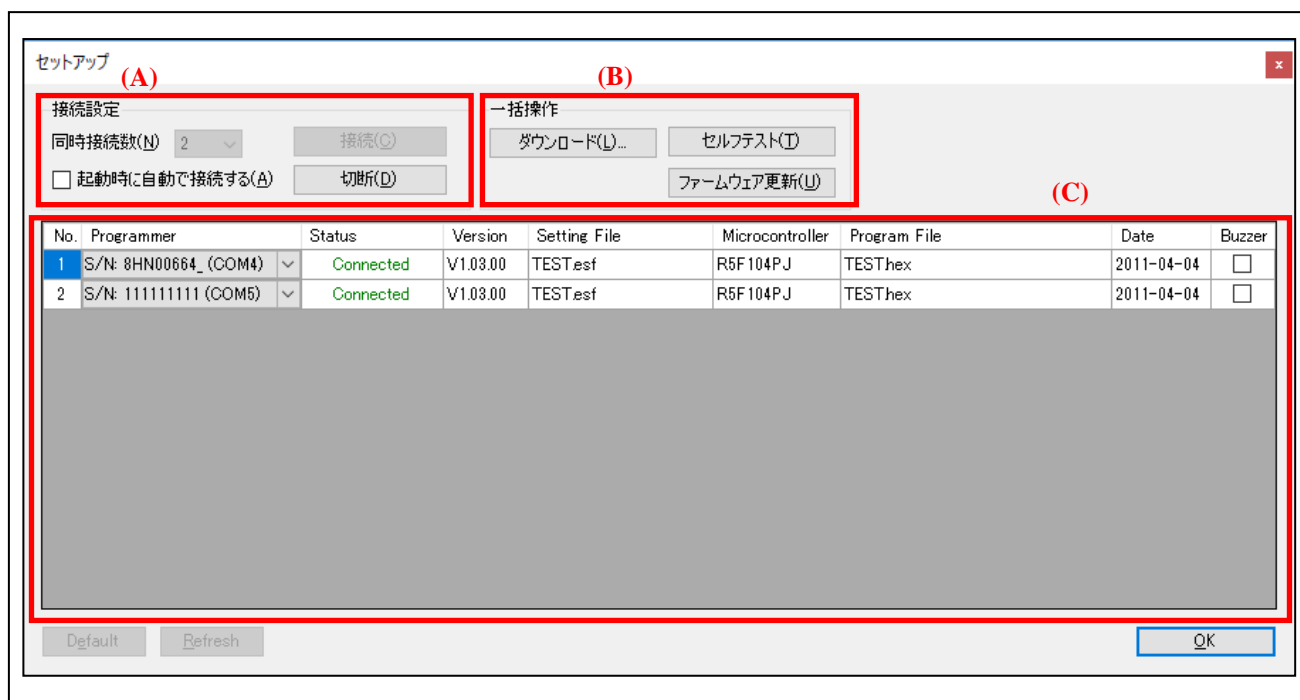 セットアップ
(A)
(B)
接続設定
一括操作
同時接続数(N) 2 接続(C)
ダウンロード(L)... セルフテスト(T)
起動時に自動で接続する(A) 切断(D)
ファームウェア更新(U)
(C)
No. Programmer Status Version Setting File Microcontroller Program File Date Buzzer
1 S/N: 8HN00664_ (COM4) Connected V1.03.00 TEST.esf R5F104PJ TEST.hex 2011-04-04
2 S/N: 111111111 (COM5) Connected V1.03.00 TEST.esf R5F104PJ TEST.hex 2011-04-04
Default Refresh OK